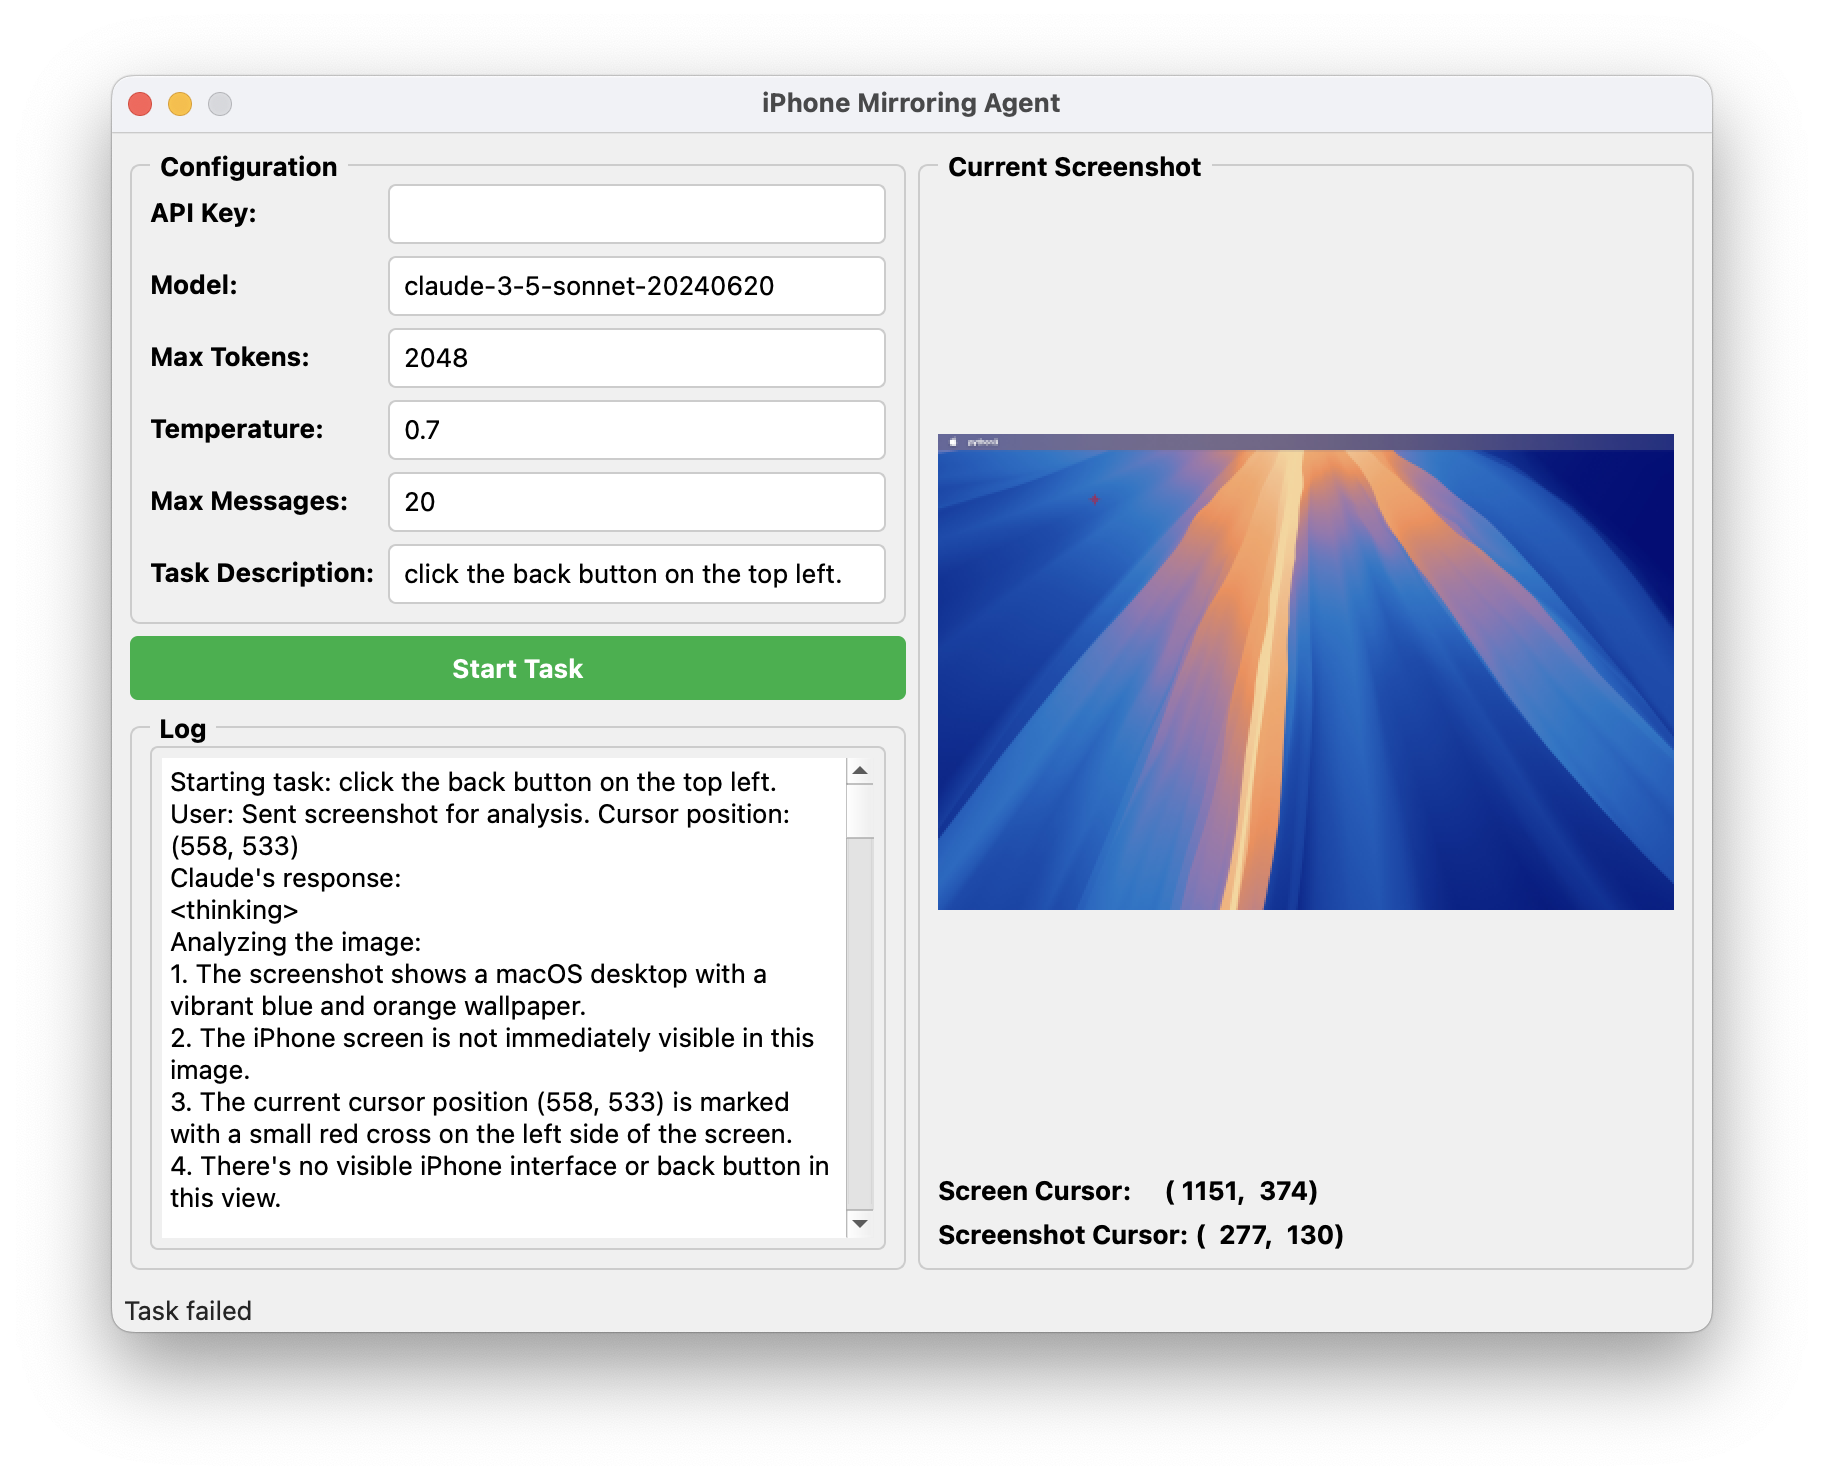 iPhone Mirroring Agent
Configuration
API Key:
Model:
claude-3-5-sonnet-20240620
Max Tokens:
2048
Temperature:
0.7
Max Messages:
20
Task Description:
click the back button on the top left.
Start Task
Log
Starting task: click the back button on the top left.
User: Sent screenshot for analysis. Cursor position:
(558, 533)
Claude's response:
<thinking>
Analyzing the image:
1. The screenshot shows a macOS desktop with a
vibrant blue and orange wallpaper.
2. The iPhone screen is not immediately visible in this
image.
3. The current cursor position (558, 533) is marked
with a small red cross on the left side of the screen.
4. There's no visible iPhone interface or back button in
this view.
Current Screenshot
python3
Screen Cursor: ( 1151, 374)
Screenshot Cursor: ( 277, 130)
Task failed